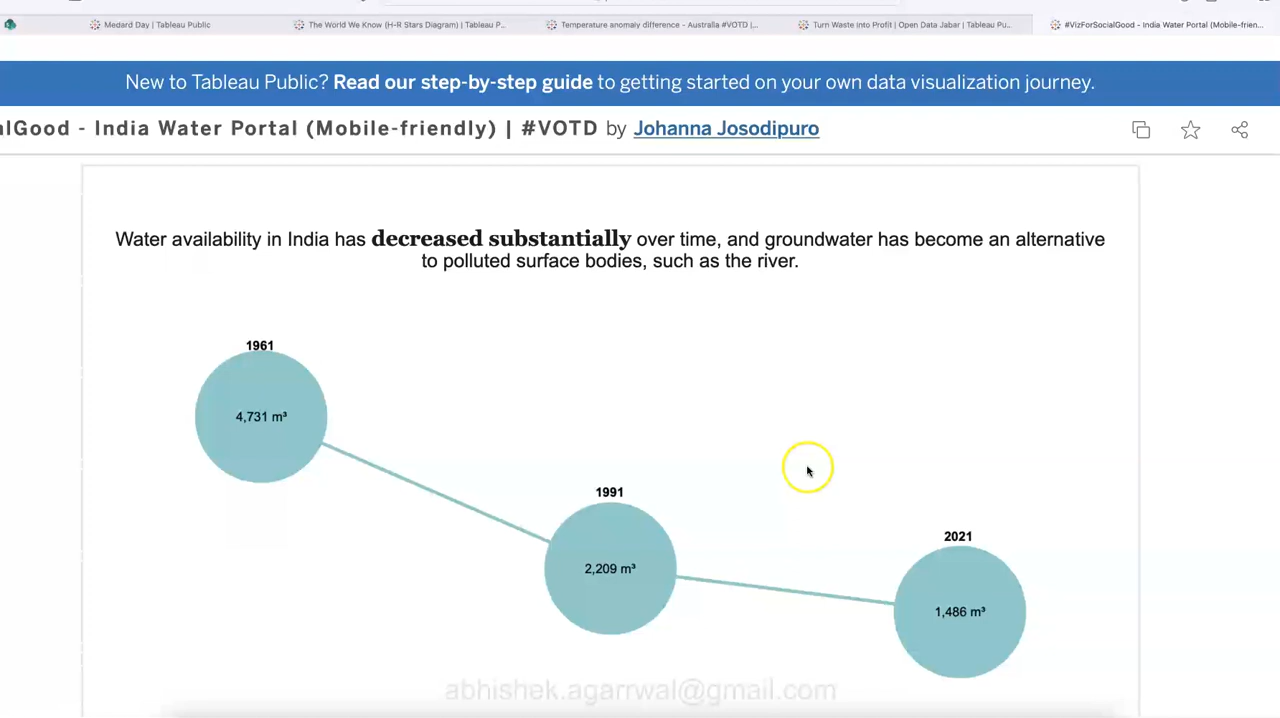 Medard Day | Tableau Public
The World We Know (H-R Stars Diagram) | Tableau P...
Temperature anomaly difference - Australia #VOTD |...
Turn Waste into Profit | Open Data Jabar | Tableau Pu...
#VizForSocialGood - India Water Portal (Mobile-frien...
New to Tableau Public? Read our step-by-step guide to getting started on your own data visualization journey.
alGood - India Water Portal (Mobile-friendly) | #VOTD by Johanna Josodipuro
Water availability in India has decreased substantially over time, and groundwater has become an alternative
to polluted surface bodies, such as the river.
1961
4,731 m³
1991
2,209 m³
2021
1,486 m³
abhishek.agarrwal@gmail.com